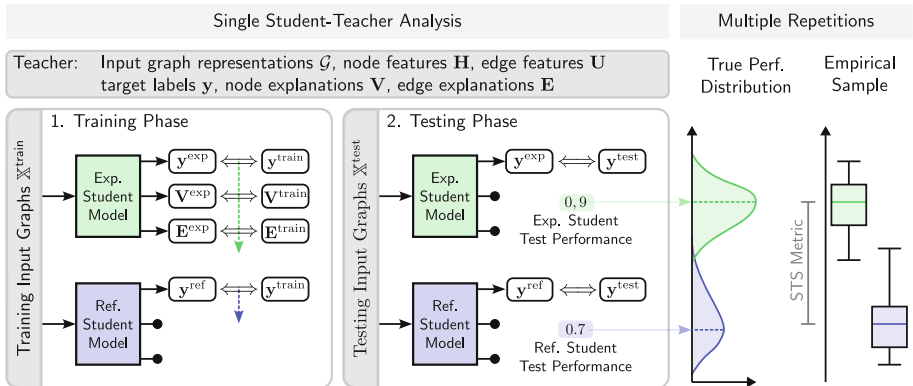 Single Student-Teacher Analysis
Multiple Repetitions
Teacher: Input graph representations 𝒢, node features H, edge features U
target labels y, node explanations V, edge explanations E
True Perf.
Distribution
Empirical
Sample
Training Input Graphs 𝕏^train
1. Training Phase
Exp.
Student
Model
y^exp ⟺ y^train
V^exp ⟺ V^train
E^exp ⟺ E^train
Ref.
Student
Model
y^ref ⟺ y^train
Testing Input Graphs 𝕏^test
2. Testing Phase
Exp.
Student
Model
y^exp ⟺ y^test
0, 9
Exp. Student
Test Performance
Ref.
Student
Model
y^ref ⟺ y^test
0.7
Ref. Student
Test Performance
STS Metric